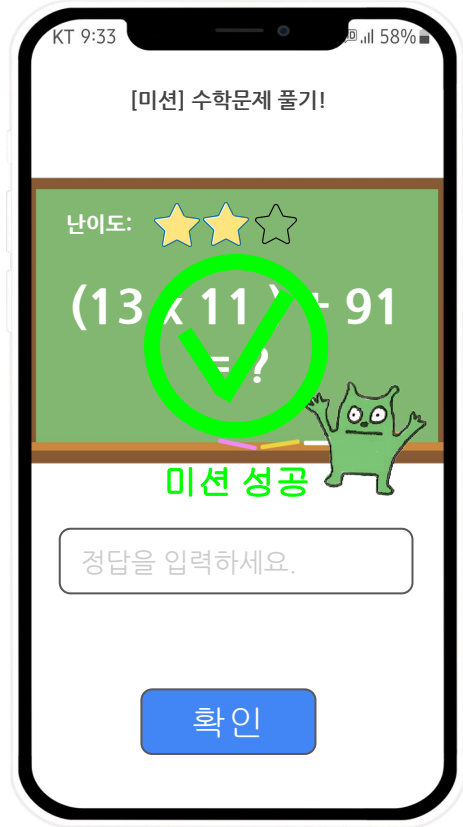 KT 9:33 58%
[미션] 수학문제 풀기!
난이도:
(13 x 11 ) + 91
= ?
미션 성공
정답을 입력하세요.
확인